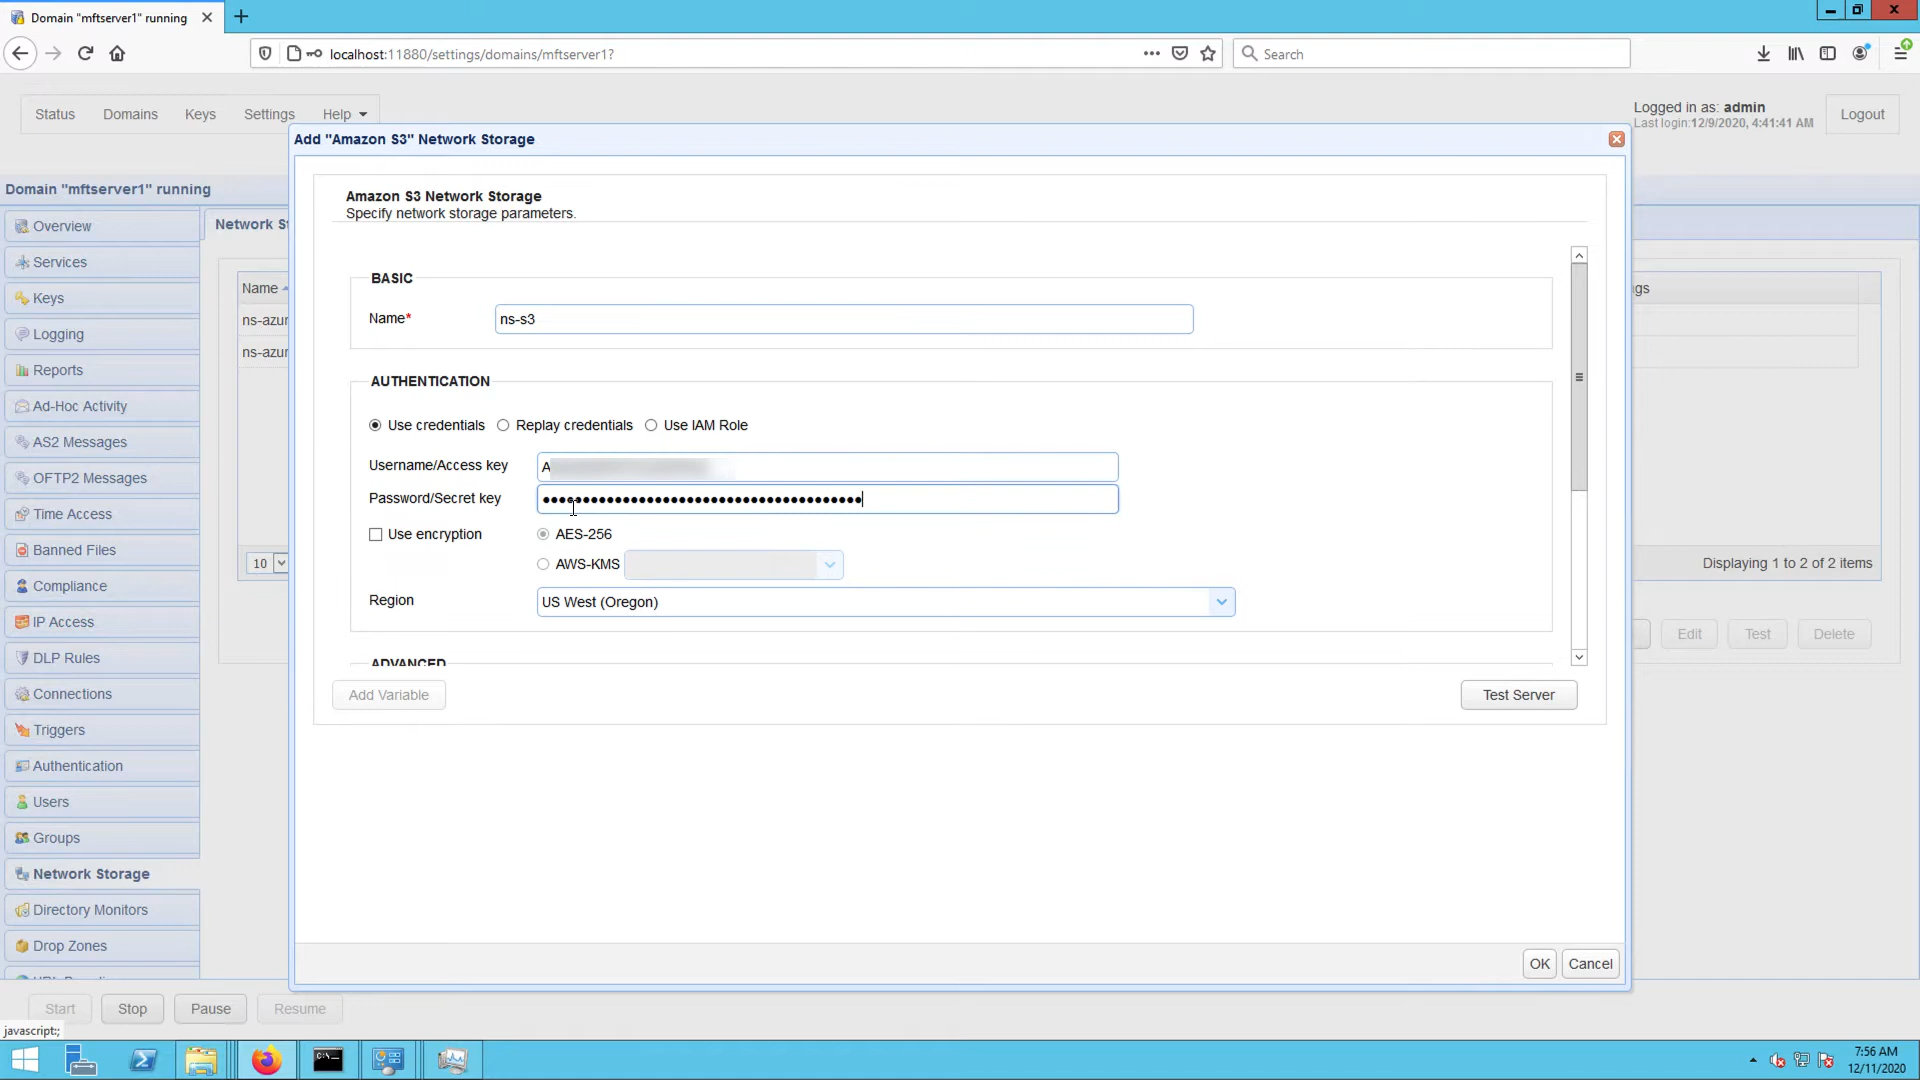 Domain "mftserver1" running
localhost:11880/settings/domains/mftserver1?
Search
Status
Domains
Keys
Settings
Help
Logged in as: admin
Last login:12/9/2020, 4:41:41 AM
Logout
Add "Amazon S3" Network Storage
Domain "mftserver1" running
Overview
Services
Keys
Logging
Reports
Ad-Hoc Activity
AS2 Messages
OFTP2 Messages
Time Access
Banned Files
Compliance
IP Access
DLP Rules
Connections
Triggers
Authentication
Users
Groups
Network Storage
Directory Monitors
Drop Zones
Network St
Name
ns-azur
ns-azur
10
Amazon S3 Network Storage
Specify network storage parameters.
BASIC
Name*
ns-s3
AUTHENTICATION
Use credentials
Replay credentials
Use IAM Role
Username/Access key
A
Password/Secret key
Use encryption
AES-256
AWS-KMS
Region
US West (Oregon)
ADVANCED
Add Variable
Test Server
OK
Cancel
gs
Displaying 1 to 2 of 2 items
Edit
Test
Delete
Start
Stop
Pause
Resume
javascript:;
7:56 AM
12/11/2020